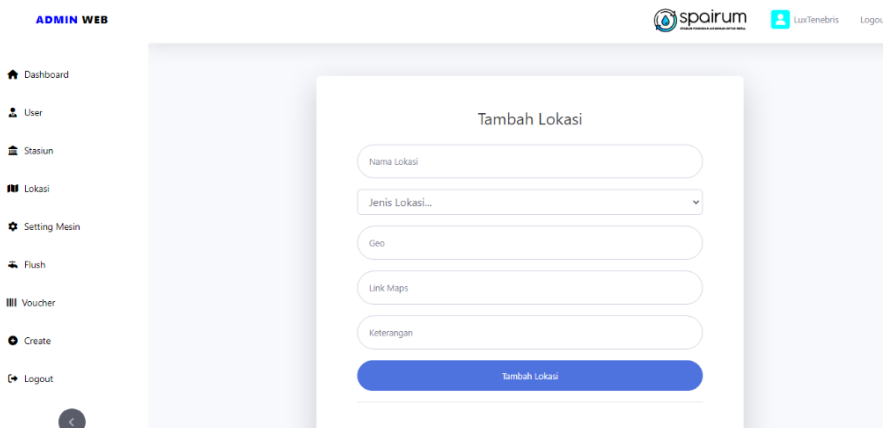 ADMIN WEB
spairum
LuxTenebris
Logou
Dashboard
User
Stasiun
Lokasi
Setting Mesin
Flush
Voucher
Create
Logout
Tambah Lokasi
Nama Lokasi
Jenis Lokasi...
Geo
Link Maps
Keterangan
Tambah Lokasi